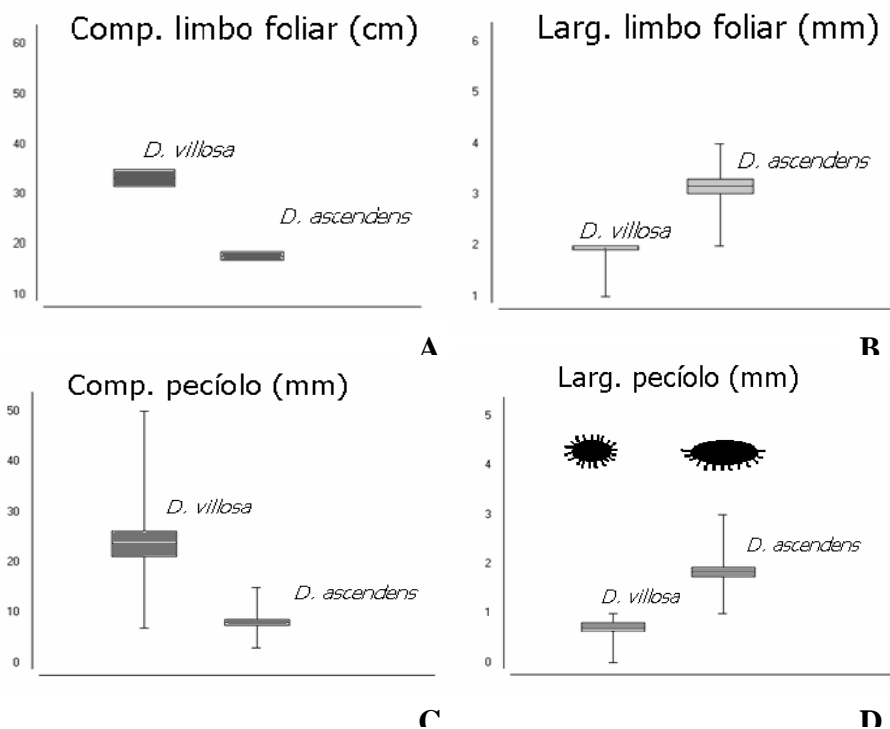 Comp. limbo foliar (cm)
60
50
40
30
20
10
D. villosa
D. ascendens
A
Larg. limbo foliar (mm)
6
5
4
3
2
1
D. villosa
D. ascendens
B
Comp. pecíolo (mm)
50
40
30
20
10
0
D. villosa
D. ascendens
C
Larg. pecíolo (mm)
5
4
3
2
1
0
D. villosa
D. ascendens
D